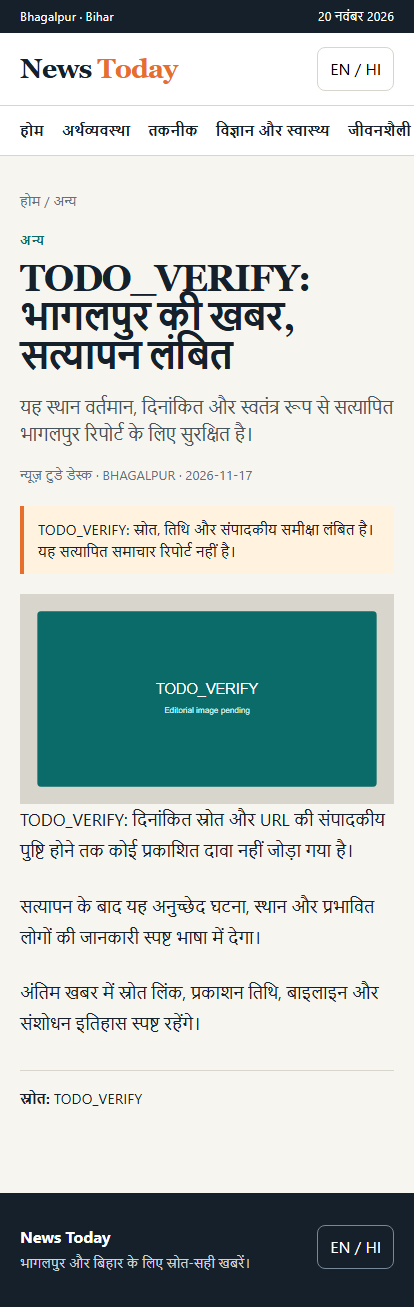 Bhagalpur · Bihar
20 नवंबर 2026
News Today
EN / HI
होम अर्थव्यवस्था तकनीक विज्ञान और स्वास्थ्य जीवनशैली
होम / अन्य
अन्य
TODO_VERIFY:
भागलपुर की खबर,
सत्यापन लंबित
यह स्थान वर्तमान, दिनांकित और स्वतंत्र रूप से सत्यापित
भागलपुर रिपोर्ट के लिए सुरक्षित है।
न्यूज़ टुडे डेस्क · BHAGALPUR · 2026-11-17
TODO_VERIFY: स्रोत, तिथि और संपादकीय समीक्षा लंबित है।
यह सत्यापित समाचार रिपोर्ट नहीं है।
TODO_VERIFY
Editorial image pending
TODO_VERIFY: दिनांकित स्रोत और URL की संपादकीय
पुष्टि होने तक कोई प्रकाशित दावा नहीं जोड़ा गया है।
सत्यापन के बाद यह अनुच्छेद घटना, स्थान और प्रभावित
लोगों की जानकारी स्पष्ट भाषा में देगा।
अंतिम खबर में स्रोत लिंक, प्रकाशन तिथि, बाइलाइन और
संशोधन इतिहास स्पष्ट रहेंगे।
स्रोत: TODO_VERIFY
News Today
भागलपुर और बिहार के लिए स्रोत-सही खबरें।
EN / HI